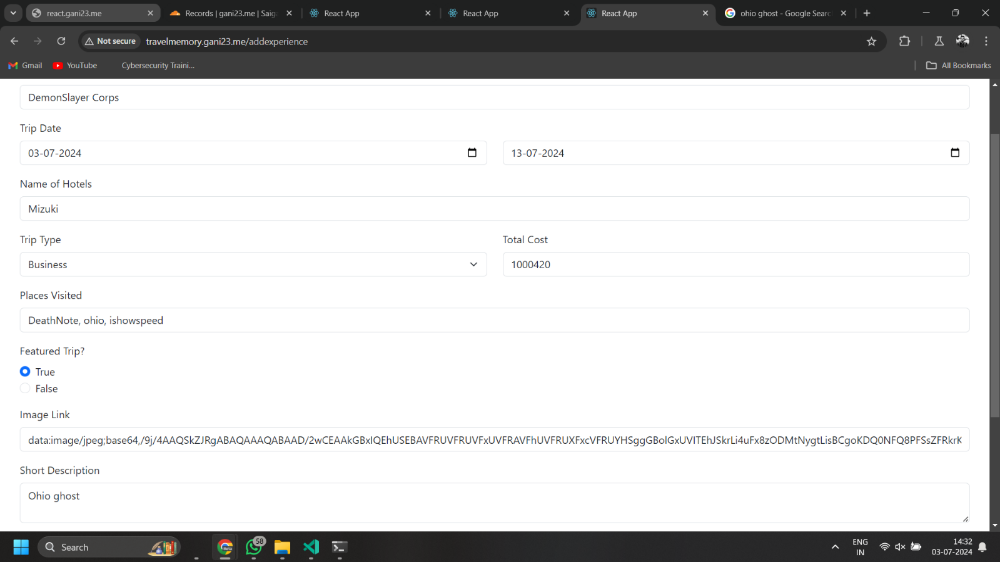 react.gani23.me
Records | gani23.me | Saig
React App
React App
React App
ohio ghost - Google Searc
Not secure
travelmemory.gani23.me/addexperience
Gmail
YouTube
Cybersecurity Traini...
All Bookmarks
DemonSlayer Corps
Trip Date
03-07-2024
13-07-2024
Name of Hotels
Mizuki
Trip Type
Total Cost
Business
1000420
Places Visited
DeathNote, ohio, ishowspeed
Featured Trip?
True
False
Image Link
data:image/jpeg;base64,/9j/4AAQSkZJRgABAQAAAQABAAD/2wCEAAkGBxIQEhUSEBAVFRUVFRUVFxUVFRAVFhUVFRUXFxcVFRUYHSggGBolGxUVITEhJSkrLi4uFx8zODMtNygtLisBCgoKDQ0NFQ8PFSsZFRkrK
Short Description
Ohio ghost
Search
Beta
58
ENG
IN
14:32
03-07-2024